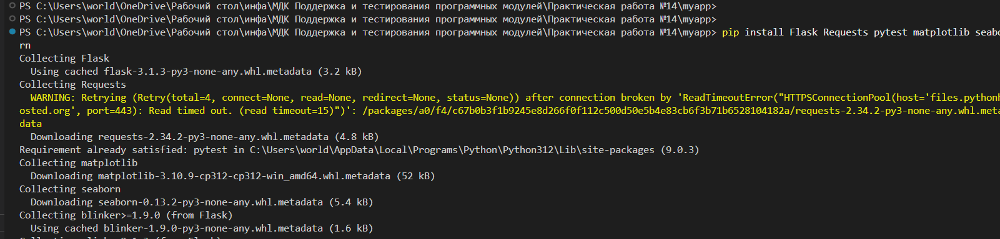 PS C:\Users\world\OneDrive\Рабочий стол\инфа\МДК Поддержка и тестирования программных модулей\Практическая работа №14\myapp>
PS C:\Users\world\OneDrive\Рабочий стол\инфа\МДК Поддержка и тестирования программных модулей\Практическая работа №14\myapp>
PS C:\Users\world\OneDrive\Рабочий стол\инфа\МДК Поддержка и тестирования программных модулей\Практическая работа №14\myapp> pip install Flask Requests pytest matplotlib seabo
rn
Collecting Flask
Using cached flask-3.1.3-py3-none-any.whl.metadata (3.2 kB)
Collecting Requests
WARNING: Retrying (Retry(total=4, connect=None, read=None, redirect=None, status=None)) after connection broken by 'ReadTimeoutError("HTTPSConnectionPool(host='files.pythonh
osted.org', port=443): Read timed out. (read timeout=15)")': /packages/a0/f4/c67b0b3f1b9245e8d266f0f112c500d50e5b4e83cb6f3b71b6528104182a/requests-2.34.2-py3-none-any.whl.meta
data
Downloading requests-2.34.2-py3-none-any.whl.metadata (4.8 kB)
Requirement already satisfied: pytest in C:\Users\world\AppData\Local\Programs\Python\Python312\Lib\site-packages (9.0.3)
Collecting matplotlib
Downloading matplotlib-3.10.9-cp312-cp312-win_amd64.whl.metadata (52 kB)
Collecting seaborn
Downloading seaborn-0.13.2-py3-none-any.whl.metadata (5.4 kB)
Collecting blinker>=1.9.0 (from Flask)
Using cached blinker-1.9.0-py3-none-any.whl.metadata (1.6 kB)